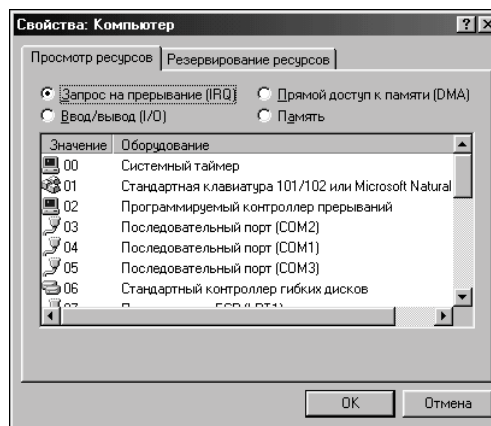 Свойства: Компьютер
Просмотр ресурсов Резервирование ресурсов
Запрос на прерывание (IRQ) Прямой доступ к памяти (DMA)
Ввод/вывод (I/O) Память
Значение Оборудование
00 Системный таймер
01 Стандартная клавиатура 101/102 или Microsoft Natural
02 Программируемый контроллер прерываний
03 Последовательный порт (COM2)
04 Последовательный порт (COM1)
05 Последовательный порт (COM3)
06 Стандартный контроллер гибких дисков
OK Отмена